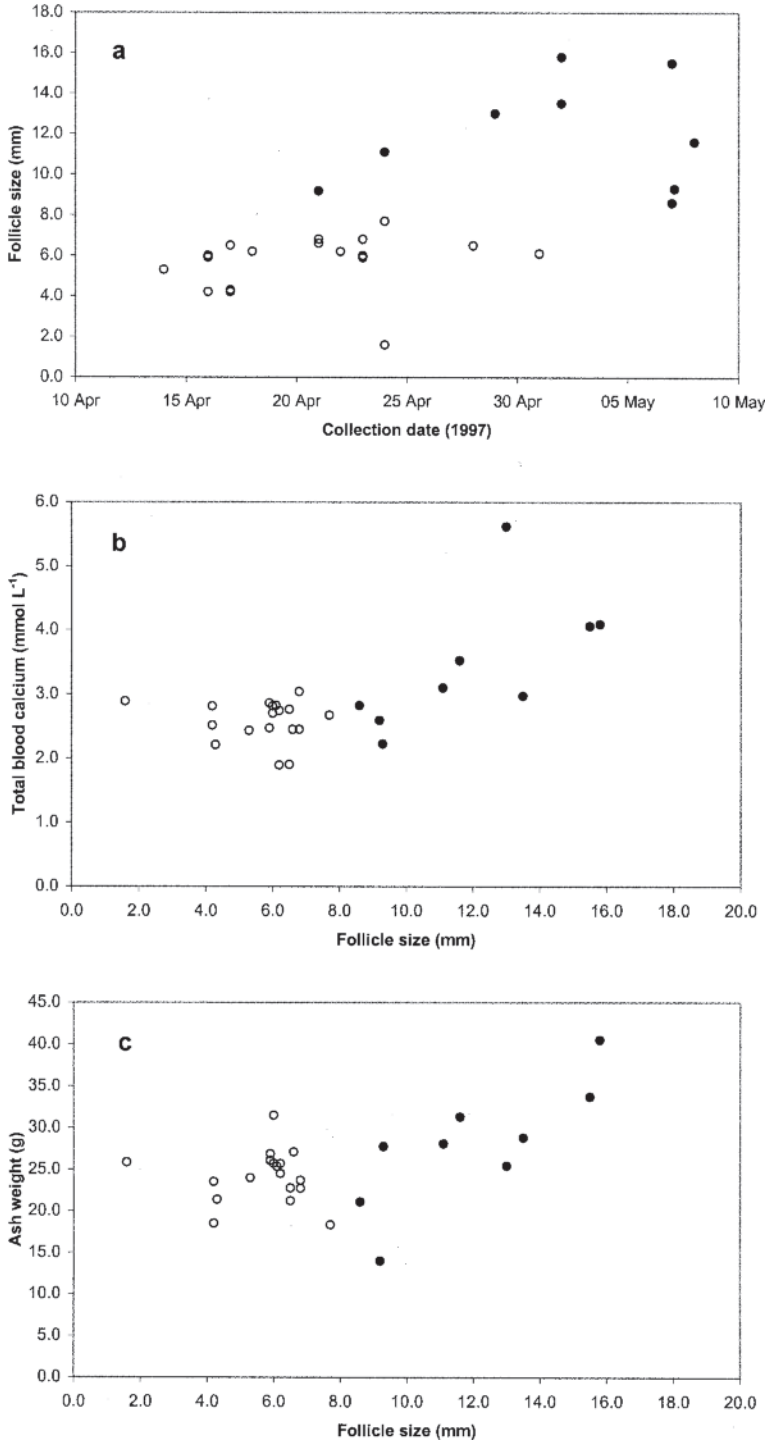 18.0
a
16.0
14.0
12.0
10.0
8.0
6.0
4.0
2.0
0.0
Follicle size (mm)
10 Apr 15 Apr 20 Apr 25 Apr 30 Apr 05 May 10 May
Collection date (1997)
6.0
b
5.0
4.0
3.0
2.0
1.0
0.0
Total blood calcium (mmol L⁻¹)
0.0 2.0 4.0 6.0 8.0 10.0 12.0 14.0 16.0 18.0 20.0
Follicle size (mm)
45.0
c
40.0
35.0
30.0
25.0
20.0
15.0
10.0
5.0
0.0
Ash weight (g)
0.0 2.0 4.0 6.0 8.0 10.0 12.0 14.0 16.0 18.0 20.0
Follicle size (mm)